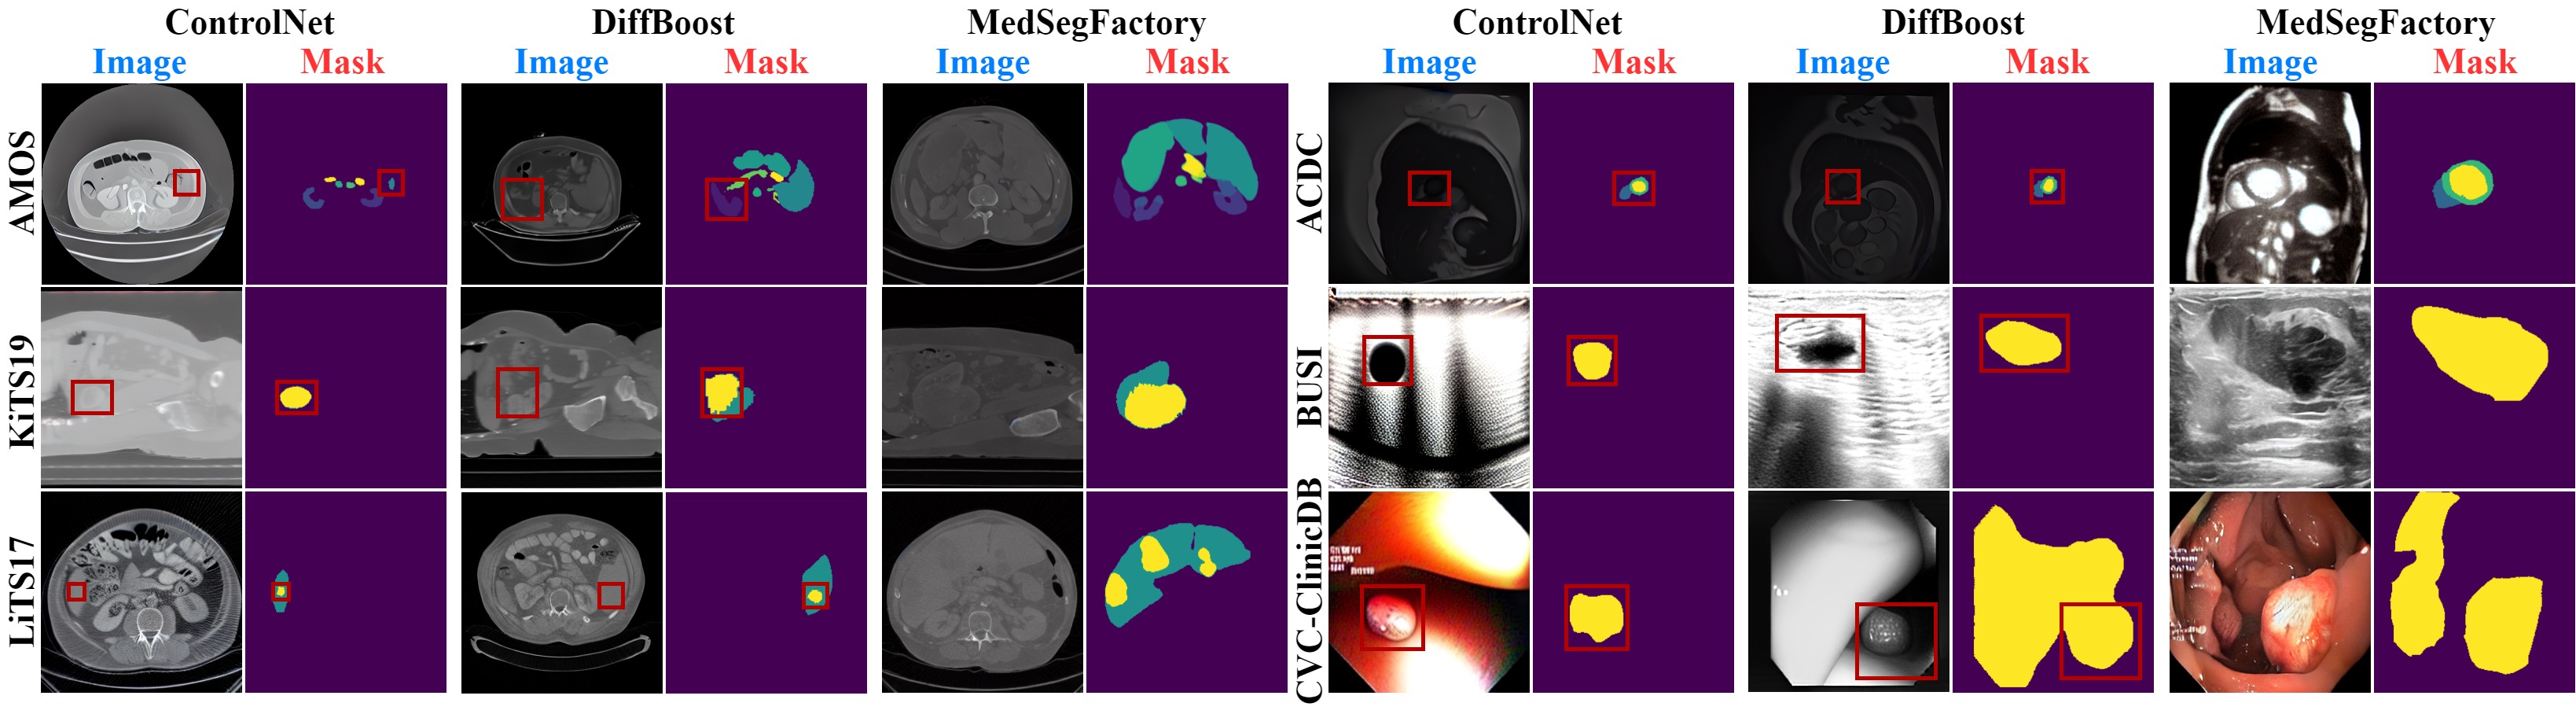 ControlNet DiffBoost MedSegFactory ControlNet DiffBoost MedSegFactory
Image Mask Image Mask Image Mask Image Mask Image Mask Image Mask
AMOS
ACDC
KiTS19
BUSI
LiTS17
CVC-ClinicDB